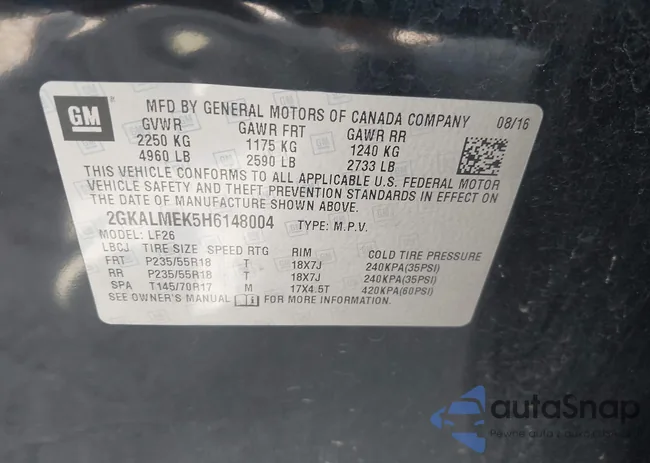 GM
MFD BY GENERAL MOTORS OF CANADA COMPANY 08/16
GVWR GAWR FRT GAWR RR
2250 KG 1175 KG 1240 KG
4960 LB 2590 LB 2733 LB
THIS VEHICLE CONFORMS TO ALL APPLICABLE U.S. FEDERAL MOTOR
VEHICLE SAFETY AND THEFT PREVENTION STANDARDS IN EFFECT ON
THE DATE OF MANUFACTURE SHOWN ABOVE.
2GKALMEK5H6148004 TYPE: M.P.V.
MODEL: LF26
LBCJ TIRE SIZE SPEED RTG RIM COLD TIRE PRESSURE
FRT P235/55R18 T 18X7J 240KPA(35PSI)
RR P235/55R18 T 18X7J 240KPA(35PSI)
SPA T145/70R17 M 17X4.5T 420KPA(60PSI)
SEE OWNER'S MANUAL FOR MORE INFORMATION.
autaSnap
Pewne auta z